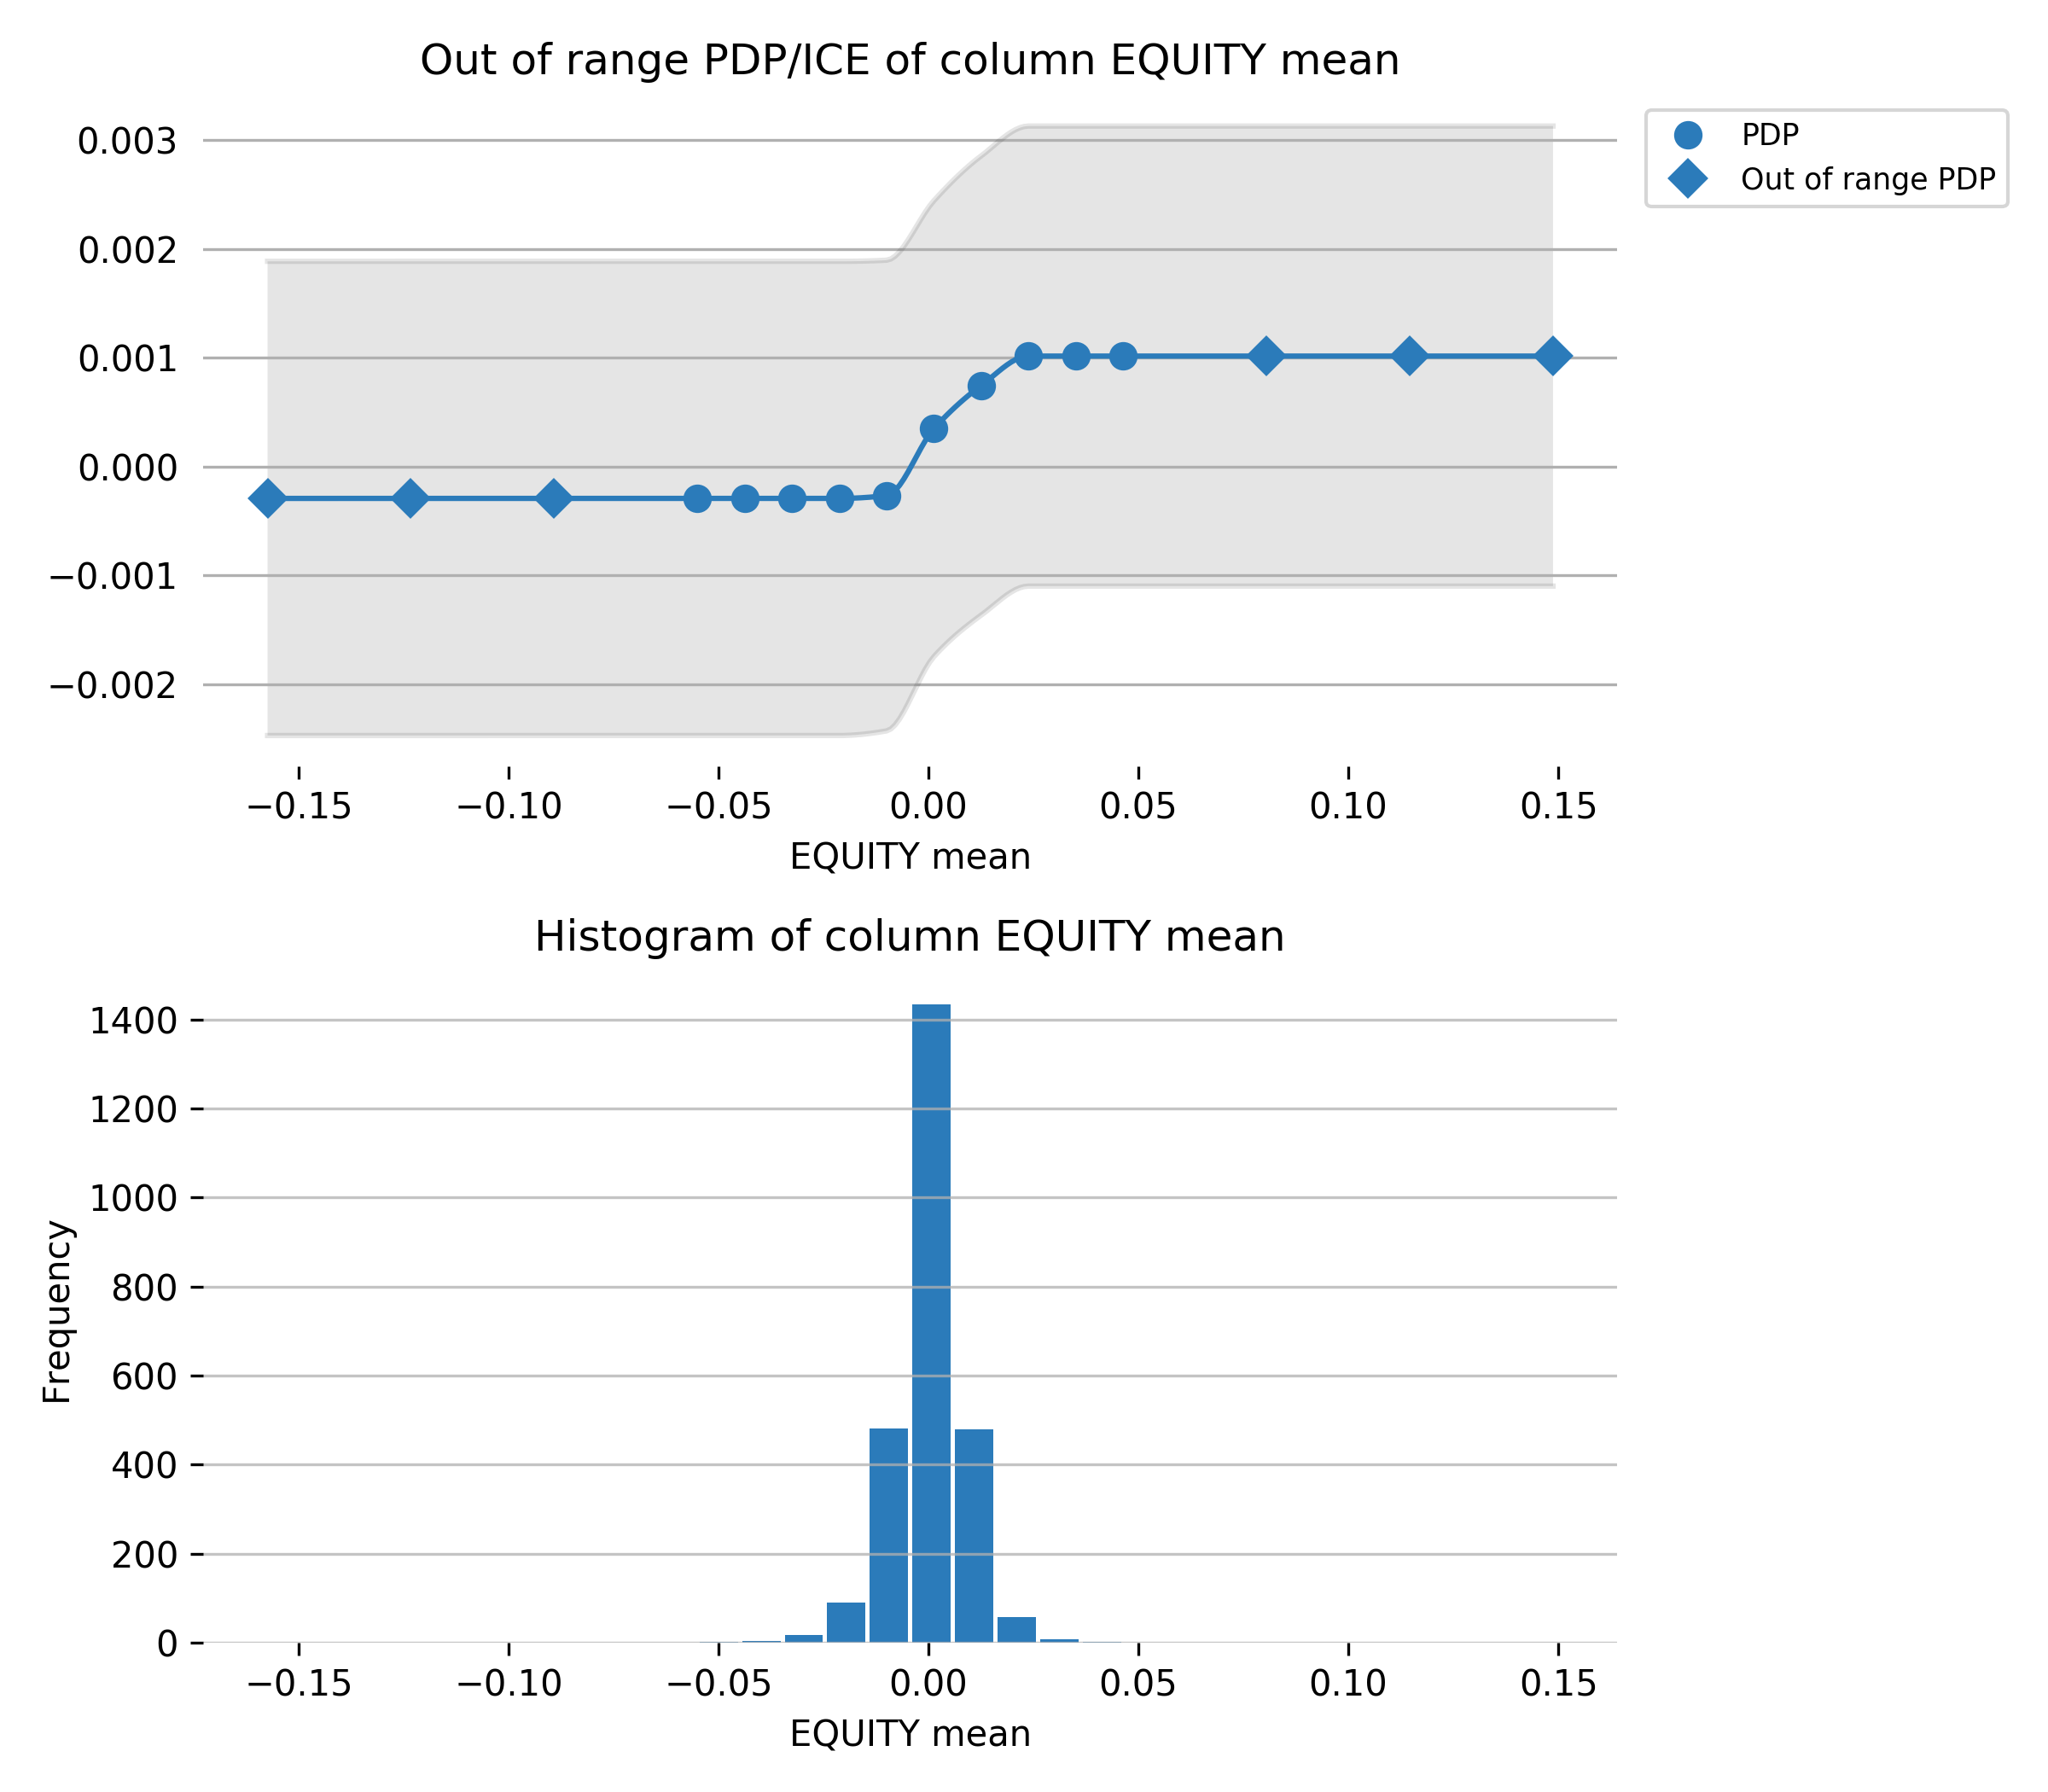 Out of range PDP/ICE of column EQUITY mean
PDP
Out of range PDP
0.003
0.002
0.001
0.000
−0.001
−0.002
−0.15 −0.10 −0.05 0.00 0.05 0.10 0.15
EQUITY mean
Histogram of column EQUITY mean
Frequency
1400
1200
1000
800
600
400
200
0
−0.15 −0.10 −0.05 0.00 0.05 0.10 0.15
EQUITY mean